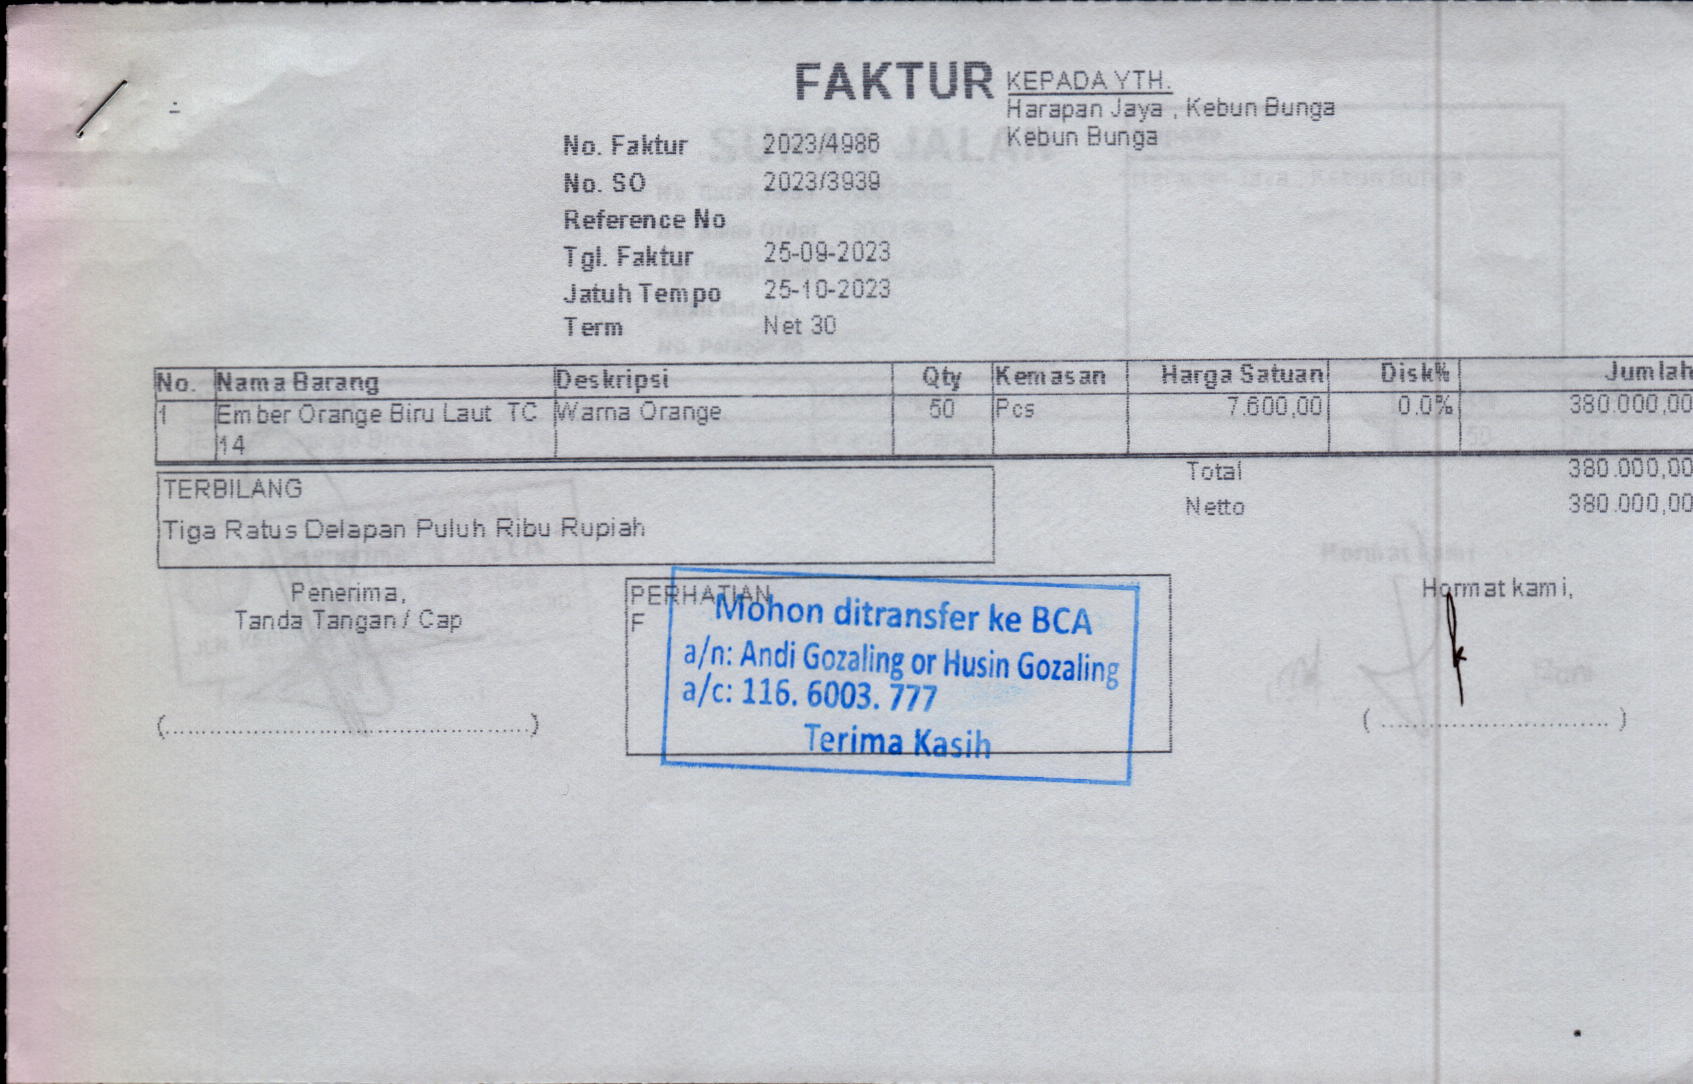 FAKTUR
KEPADA YTH.
Harapan Jaya , Kebun Bunga
Kebun Bunga
No. Faktur 2023/4986
No. SO 2023/3939
Reference No
Tgl. Faktur 25-09-2023
Jatuh Tempo 25-10-2023
Term Net 30
No. Nama Barang Deskripsi Qty Kemasan Harga Satuan Disk% Jumlah
1 Ember Orange Biru Laut TC Warna Orange 50 Pcs 7.600,00 0.0% 380.000,00
14
Total 380.000,00
Netto 380.000,00
TERBILANG
Tiga Ratus Delapan Puluh Ribu Rupiah
Penerima,
Tanda Tangan / Cap
(..........................................)
PERHATIAN
F
Mohon ditransfer ke BCA
a/n: Andi Gozaling or Husin Gozaling
a/c: 116. 6003. 777
Terima Kasih
Hormat kami,
( .......................... )